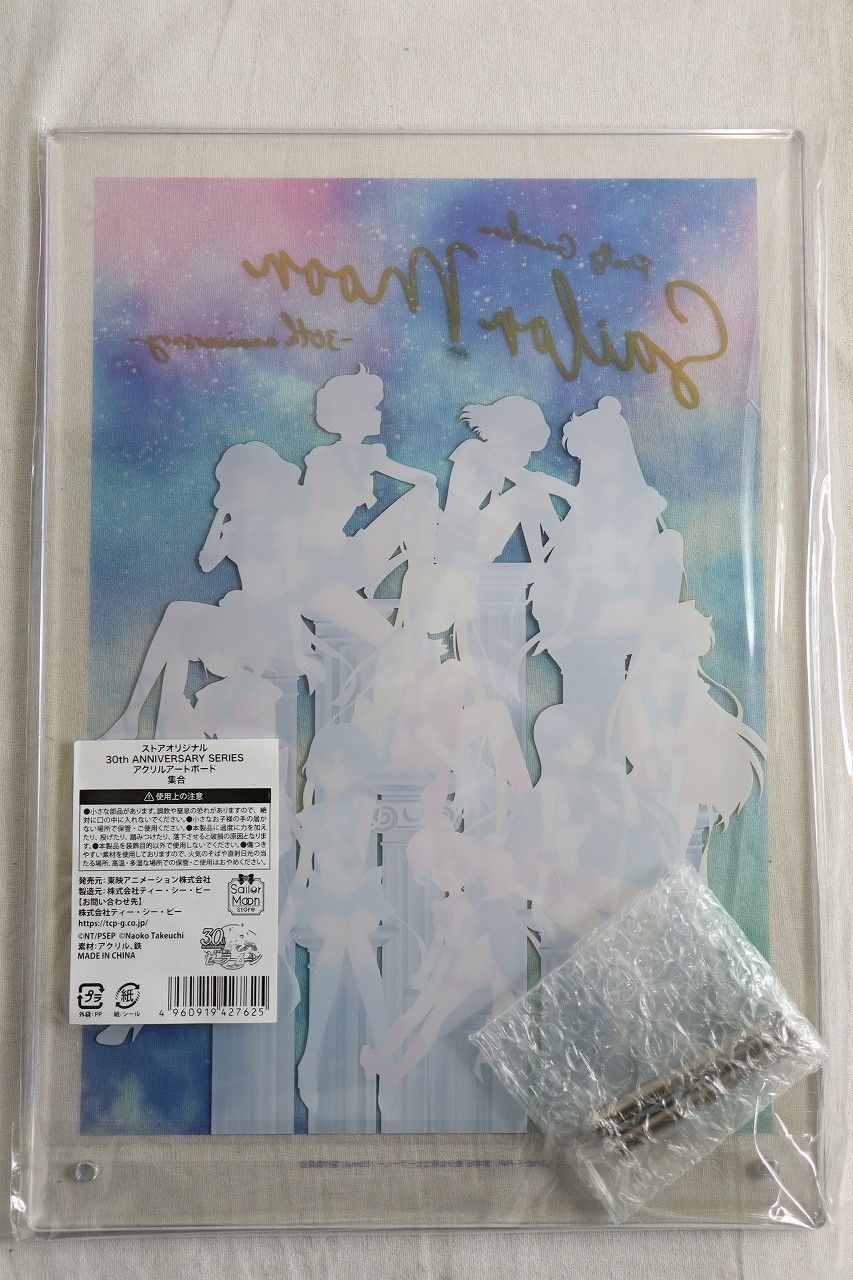 Pretty Guardian
Sailor Moon
-30th anniversary-
ストアオリジナル
30th ANNIVERSARY SERIES
アクリルアートボード
集合
⚠使用上の注意
●小さな部品があります。誤飲や窒息の恐れがありますので、絶
対に口の中に入れないでください。●小さなお子様の手の届か
ない場所で保管・ご使用ください。●本製品に過度に力を加え
たり、投げたり、踏みつけたり、落下させると破損の原因となりま
す。●本製品を装飾目的以外で使用しないでください。●傷つき
やすい素材を使用しておりますので、火気のそばや直射日光の当
たる場所、高温・多湿な場所での保管・ご使用はおやめください。
発売元：東映アニメーション株式会社
製造元：株式会社ティー・シー・ピー
【お問い合わせ先】
株式会社ティー・シー・ピー
https://tcp-g.co.jp/
©NT/PSEP ©Naoko Takeuchi
素材：アクリル、鉄
MADE IN CHINA
Sailor
Moon
store
30
セーラームーン
プラ
外袋：PP
紙
紙：シール
4 960919 427625